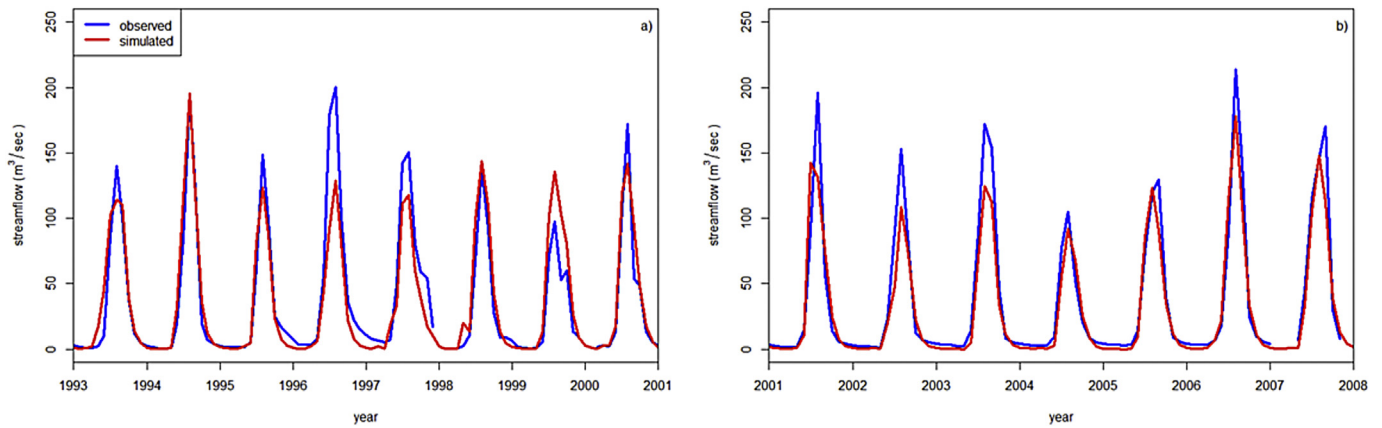 observed
simulated
a)
streamflow (m³/sec)
250
200
150
100
50
0
1993 1994 1995 1996 1997 1998 1999 2000 2001
year
b)
streamflow (m³/sec)
250
200
150
100
50
0
2001 2002 2003 2004 2005 2006 2007 2008
year